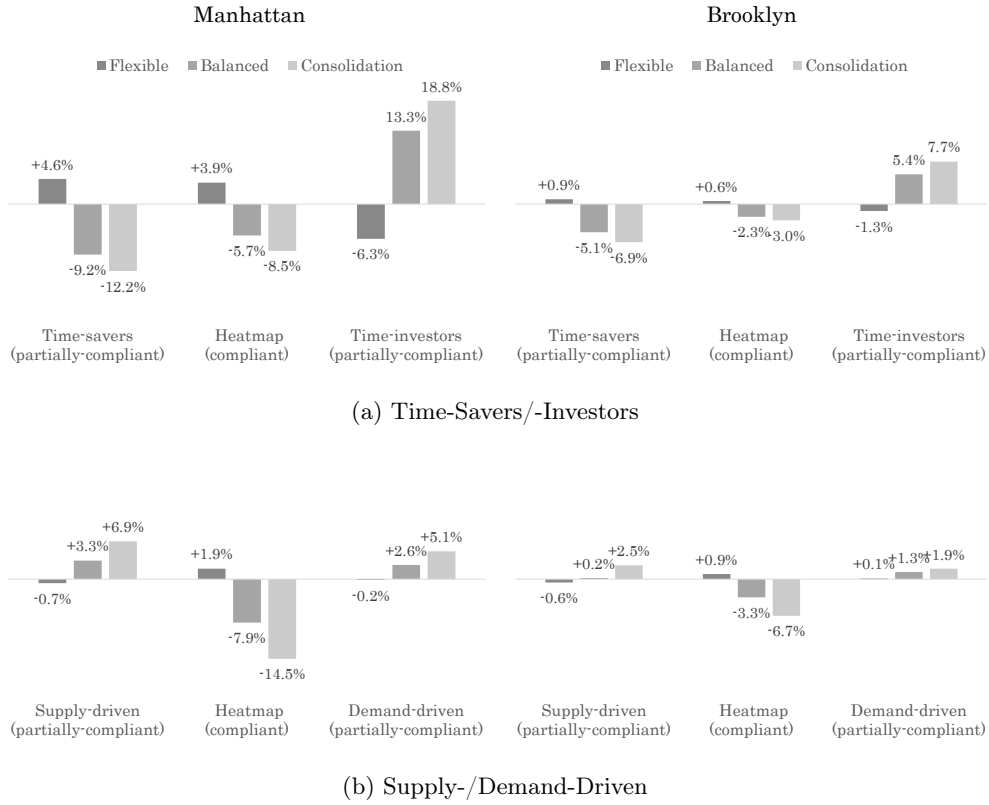 Manhattan
Brooklyn
Flexible Balanced Consolidation
Flexible Balanced Consolidation
+4.6%
-9.2%
-12.2%
+3.9%
-5.7%
-8.5%
-6.3%
13.3%
18.8%
+0.9%
-5.1%
-6.9%
+0.6%
-2.3%
-3.0%
-1.3%
5.4%
7.7%
Time-savers
(partially-compliant)
Heatmap
(compliant)
Time-investors
(partially-compliant)
Time-savers
(partially-compliant)
Heatmap
(compliant)
Time-investors
(partially-compliant)
(a) Time-Savers/-Investors
-0.7%
+3.3%
+6.9%
+1.9%
-7.9%
-14.5%
-0.2%
+2.6%
+5.1%
-0.6%
+0.2%
+2.5%
+0.9%
-3.3%
-6.7%
+0.1%
+1.3%
+1.9%
Supply-driven
(partially-compliant)
Heatmap
(compliant)
Demand-driven
(partially-compliant)
Supply-driven
(partially-compliant)
Heatmap
(compliant)
Demand-driven
(partially-compliant)
(b) Supply-/Demand-Driven